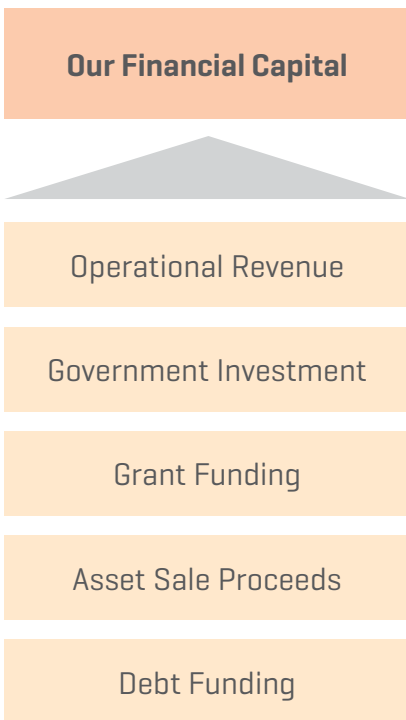 Our Financial Capital
Operational Revenue
Government Investment
Grant Funding
Asset Sale Proceeds
Debt Funding